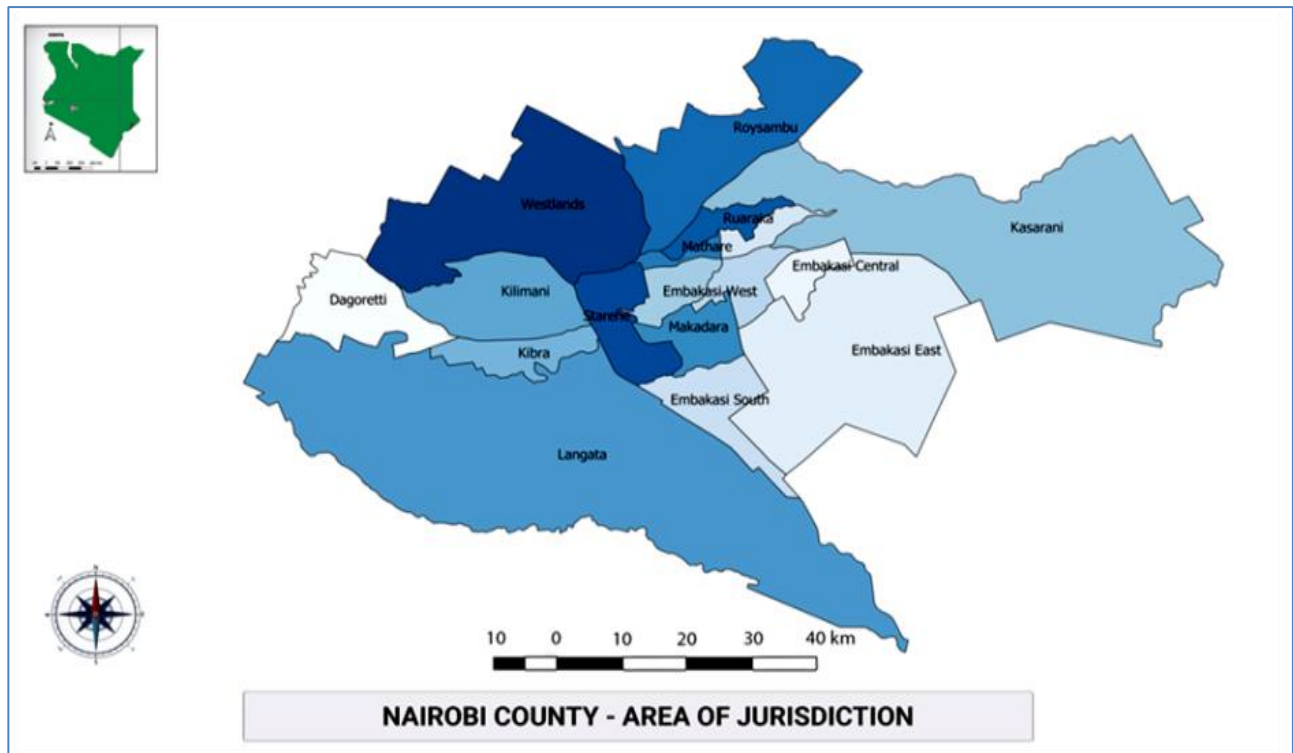 Roysambu
Westlands
Ruaraka
Kasarani
Mathare
Embakasi Central
Kilimani
Embakasi West
Dagoretti
Starehe
Makadara
Kibra
Embakasi East
Embakasi South
Langata
N
10 0 10 20 30 40 km
NAIROBI COUNTY - AREA OF JURISDICTION